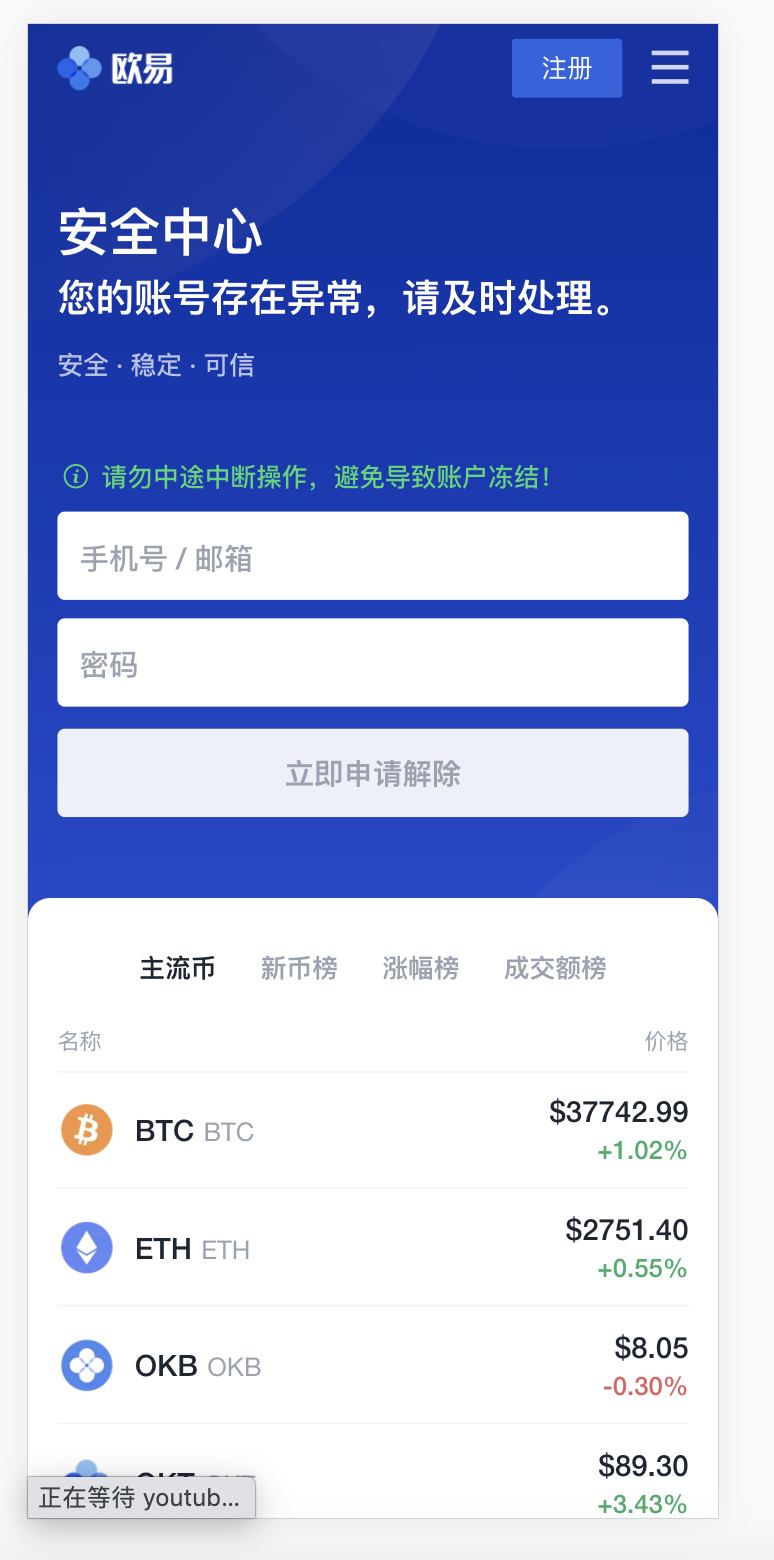 欧易
注册
安全中心
您的账号存在异常，请及时处理。
安全 · 稳定 · 可信
请勿中途中断操作，避免导致账户冻结！
手机号 / 邮箱
密码
立即申请解除
主流币 新币榜 涨幅榜 成交额榜
名称 价格
BTC BTC $37742.99
+1.02%
ETH ETH $2751.40
+0.55%
OKB OKB $8.05
-0.30%
$89.30
+3.43%
正在等待 youtub...